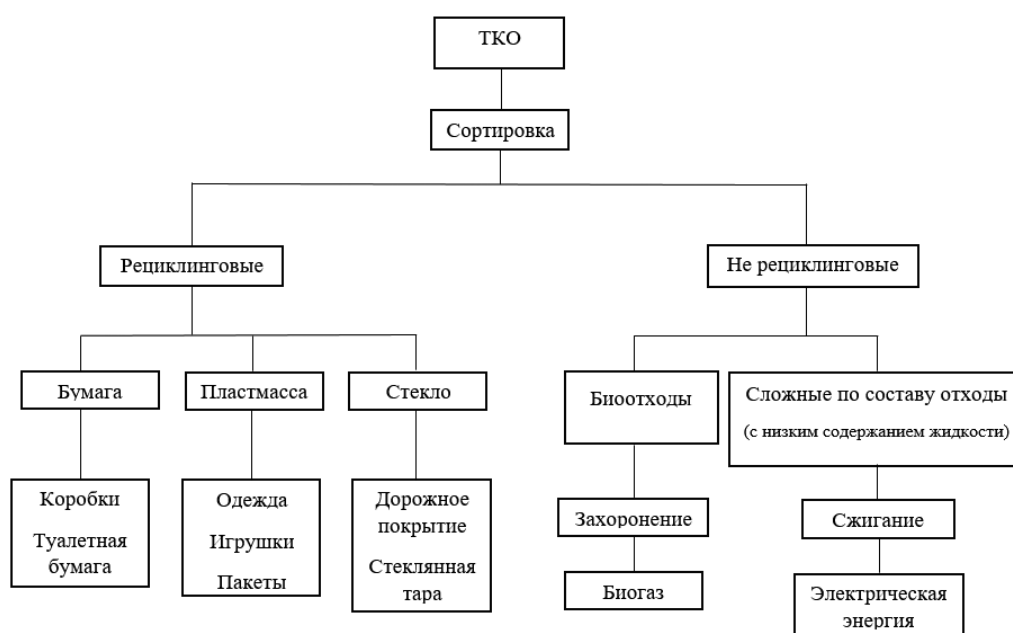 ТКО
Сортировка
Рециклинговые
Не рециклинговые
Бумага
Пластмасса
Стекло
Биоотходы
Сложные по составу отходы
(с низким содержанием жидкости)
Коробки
Туалетная
бумага
Одежда
Игрушки
Пакеты
Дорожное
покрытие
Стеклянная
тара
Захоронение
Сжигание
Биогаз
Электрическая
энергия